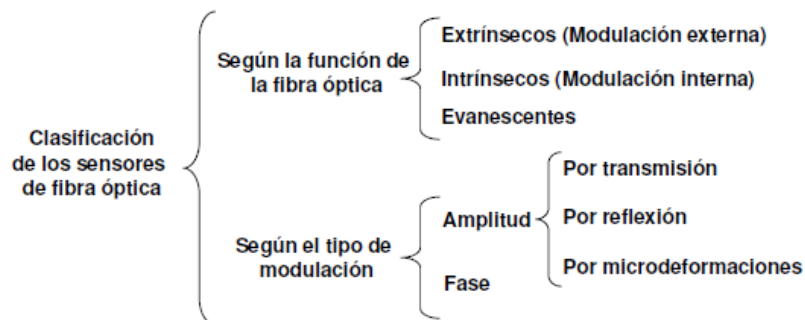 Clasificación
de los sensores
de fibra óptica
Según la función de
la fibra óptica
Extrínsecos (Modulación externa)
Intrínsecos (Modulación interna)
Evanescentes
Según el tipo de
modulación
Amplitud
Por transmisión
Por reflexión
Por microdeformaciones
Fase